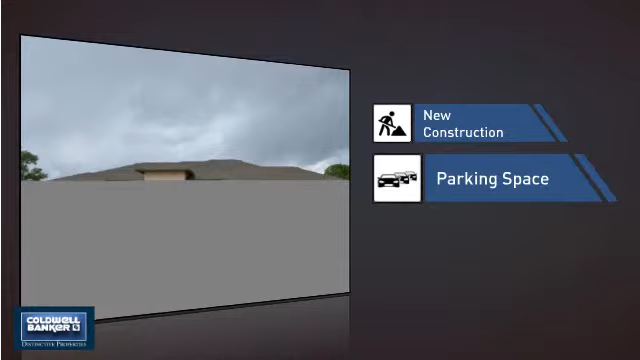 New
Construction
Parking Space
COLDWELL
BANKER
DISTINCTIVE PROPERTIES